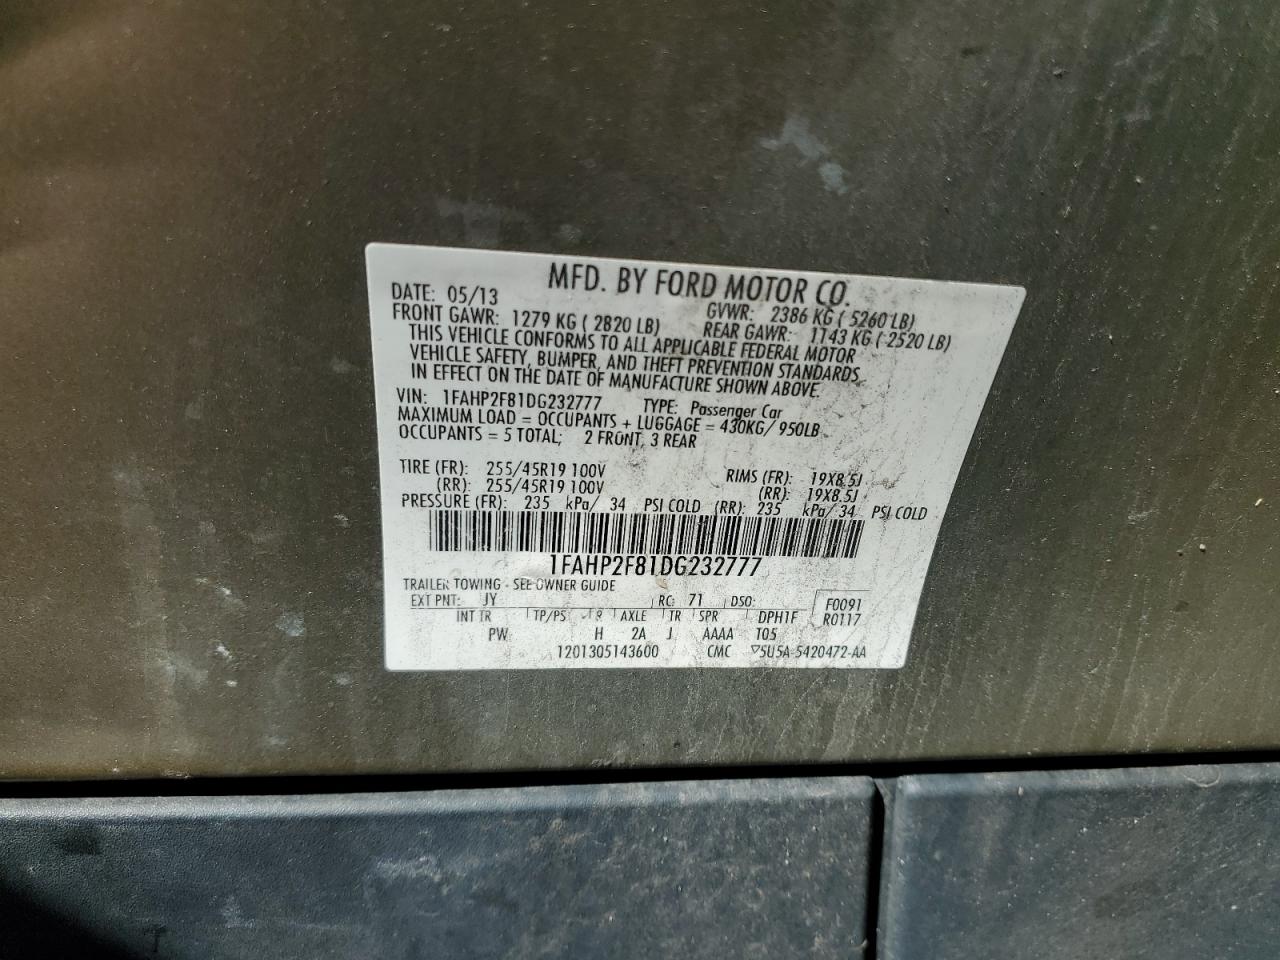 MFD. BY FORD MOTOR CO.
DATE: 05/13 GVWR: 2386 KG ( 5260 LB)
FRONT GAWR: 1279 KG ( 2820 LB) REAR GAWR: 1143 KG ( 2520 LB)
THIS VEHICLE CONFORMS TO ALL APPLICABLE FEDERAL MOTOR
VEHICLE SAFETY, BUMPER, AND THEFT PREVENTION STANDARDS
IN EFFECT ON THE DATE OF MANUFACTURE SHOWN ABOVE.
VIN: 1FAHP2F81DG232777 TYPE: Passenger Car
MAXIMUM LOAD = OCCUPANTS + LUGGAGE = 430KG/ 950LB
OCCUPANTS = 5 TOTAL; 2 FRONT, 3 REAR
TIRE (FR): 255/45R19 100V RIMS (FR): 19X8.5J
(RR): 255/45R19 100V (RR): 19X8.5J
PRESSURE (FR): 235 kPa/ 34 PSI COLD (RR): 235 kPa/ 34 PSI COLD
1FAHP2F81DG232777
TRAILER TOWING - SEE OWNER GUIDE
EXT PNT: JY RC: 71 DSO: F0091
INT TR TP/PS R AXLE TR SPR DPH1F R0117
PW H 2A J AAAA T05
1201305143600 CMC 5U5A-5420472-AA